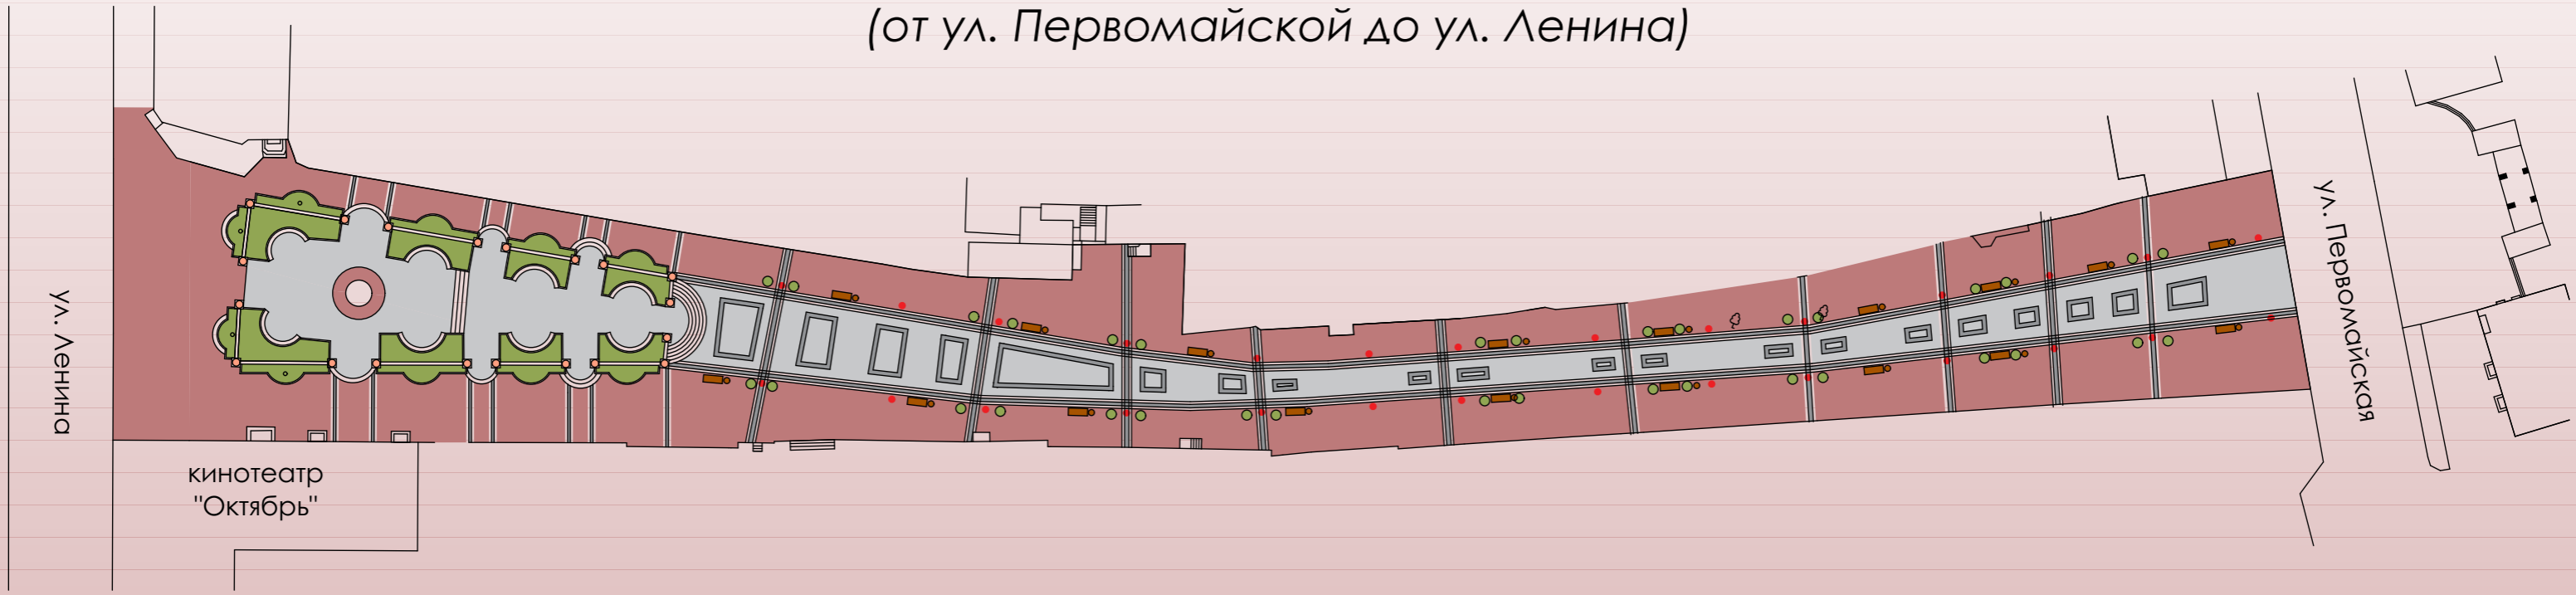 (от ул. Первомайской до ул. Ленина)
ул. Ленина
кинотеатр
"Октябрь"
ул. Первомайская